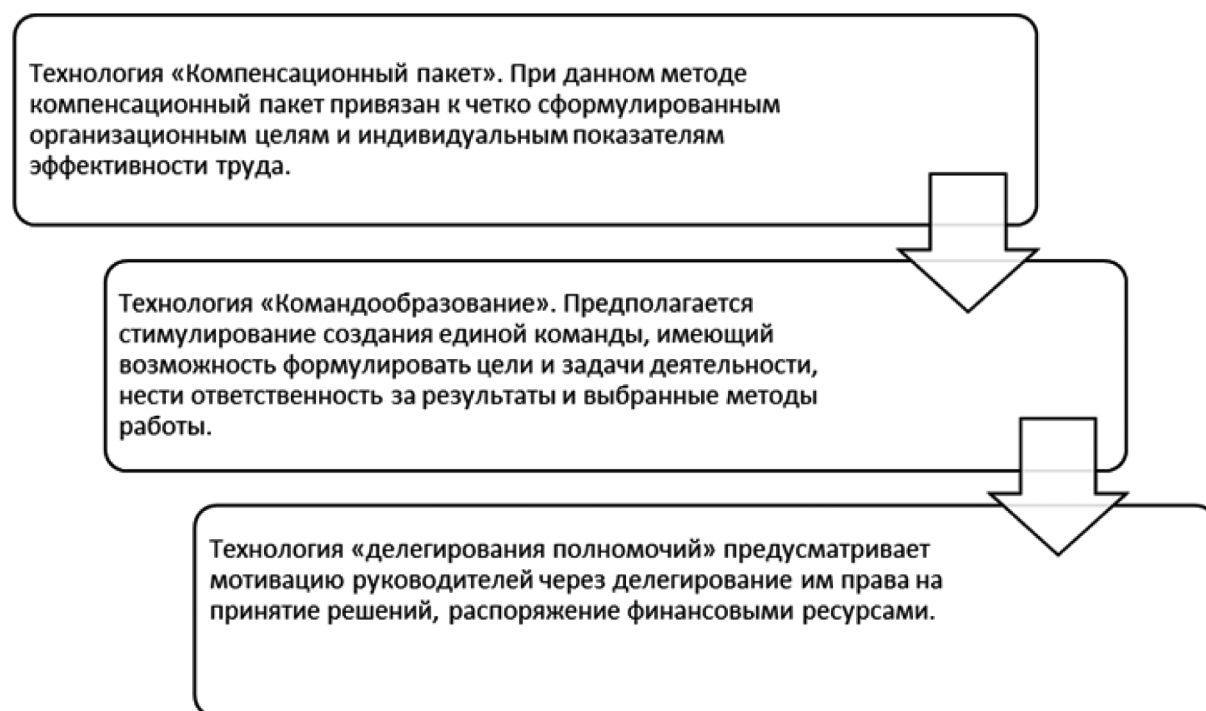 Технология «Компенсационный пакет». При данном методе
компенсационный пакет привязан к четко сформулированным
организационным целям и индивидуальным показателям
эффективности труда.
Технология «Командообразование». Предполагается
стимулирование создания единой команды, имеющий
возможность формулировать цели и задачи деятельности,
нести ответственность за результаты и выбранные методы
работы.
Технология «делегирования полномочий» предусматривает
мотивацию руководителей через делегирование им права на
принятие решений, распоряжение финансовыми ресурсами.